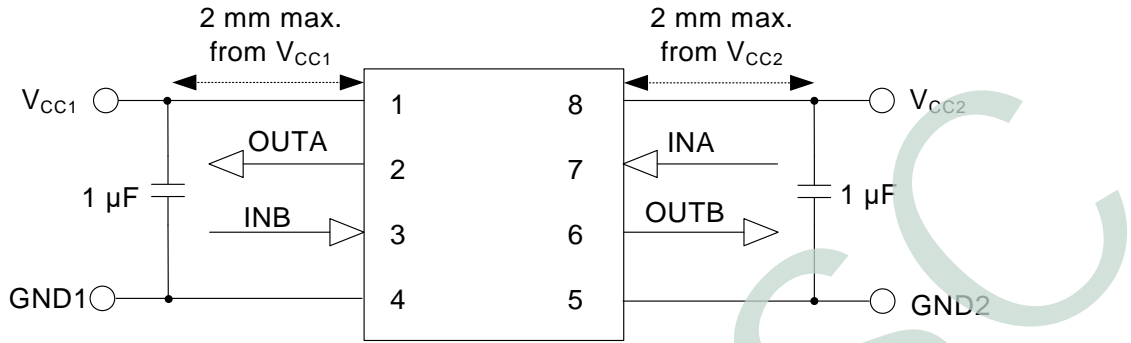 2 mm max.
from VCC1
2 mm max.
from VCC2
VCC1
1
8
VCC2
OUTA
2
7
INA
1 µF
1 µF
INB
3
6
OUTB
GND1
4
5
GND2